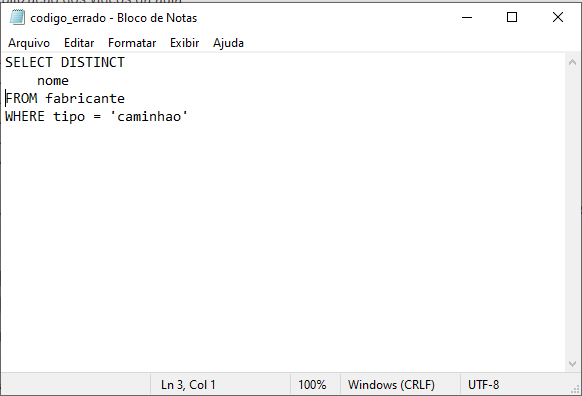 codigo_errado - Bloco de Notas
Arquivo Editar Formatar Exibir Ajuda
SELECT DISTINCT
    nome
FROM fabricante
WHERE tipo = 'caminhao'
Ln 3, Col 1 100% Windows (CRLF) UTF-8